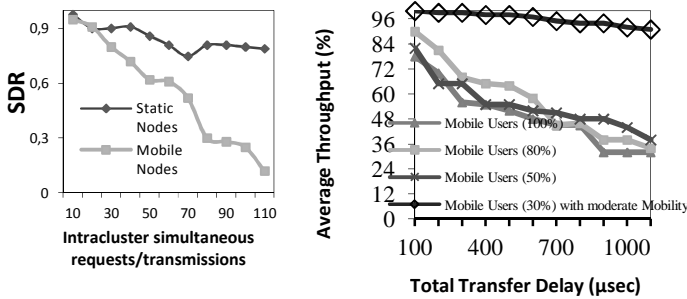 SDR
0,9
0,6
0,3
0
Static
Nodes
Mobile
Nodes
10 30 50 70 90 110
Intracluster simultaneous
requests/transmissions
Average Throughput (%)
96
84
72
60
48
36
24
12
0
Mobile Users (100%)
Mobile Users (80%)
Mobile Users (50%)
Mobile Users (30%) with moderate Mobility
100 400 700 1000
Total Transfer Delay (μsec)